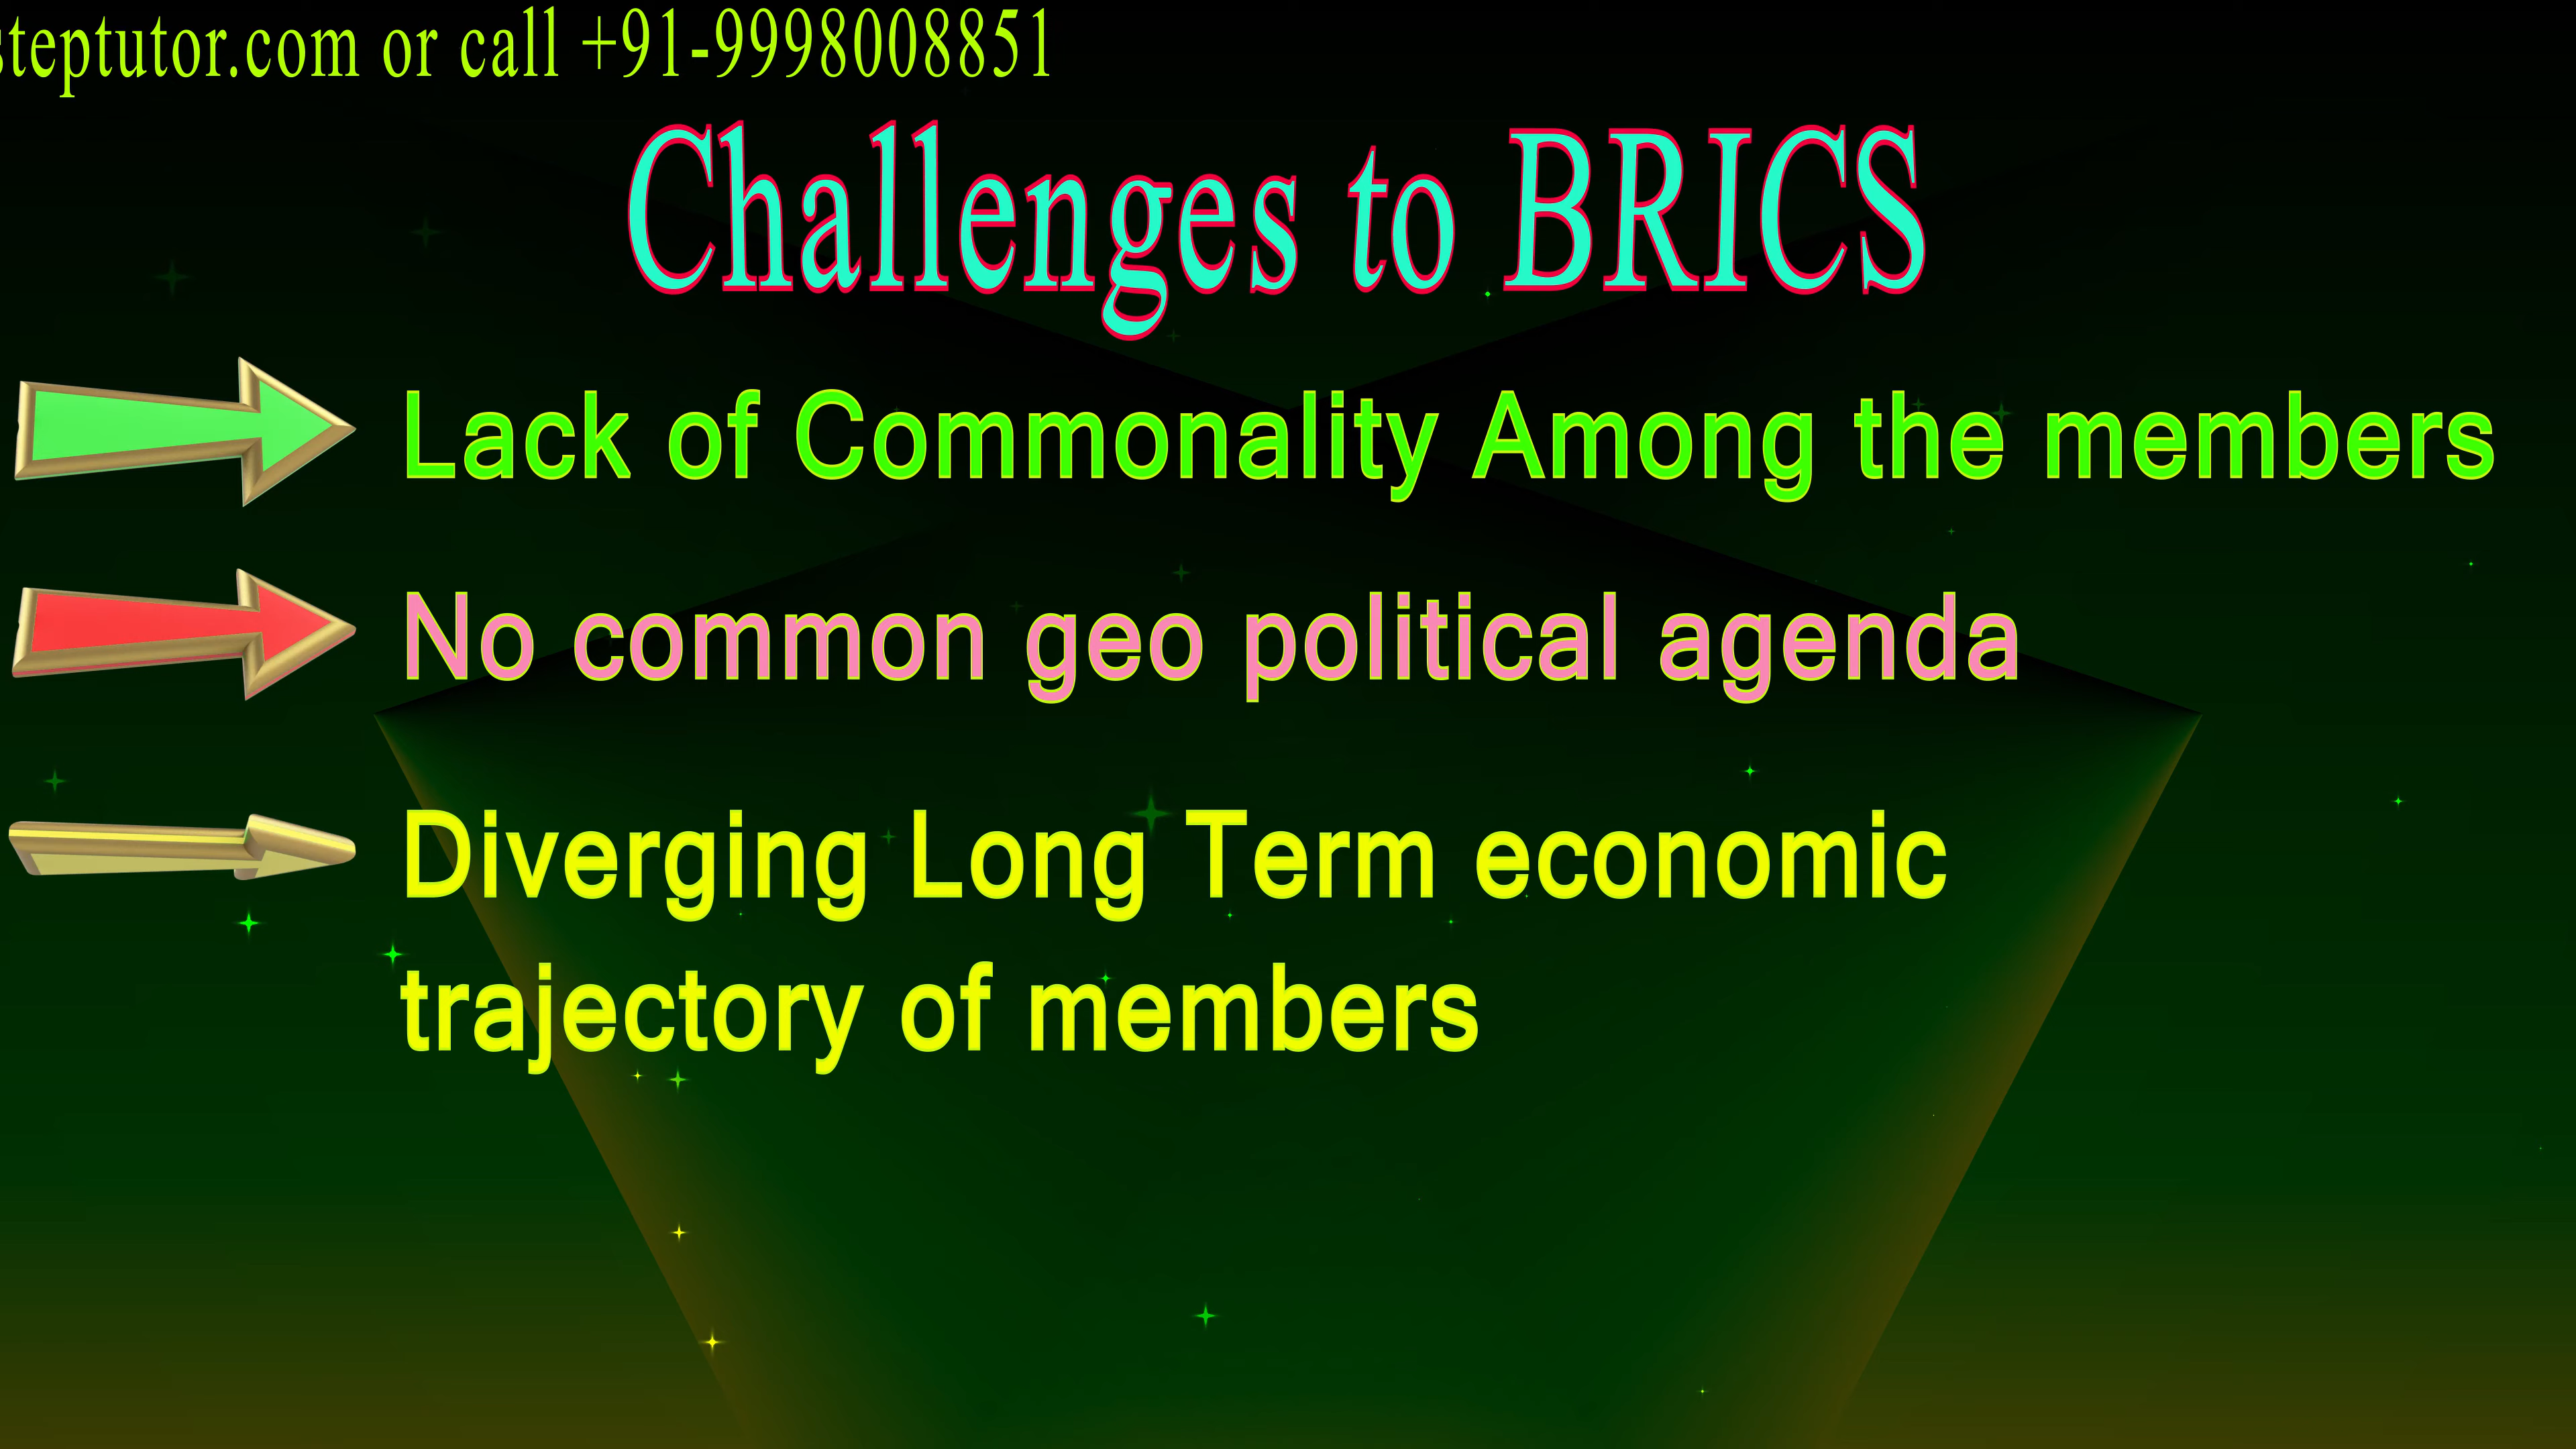 steptutor.com or call +91-9998008851
Challenges to BRICS
Lack of Commonality Among the members
No common geo political agenda
Diverging Long Term economic
trajectory of members